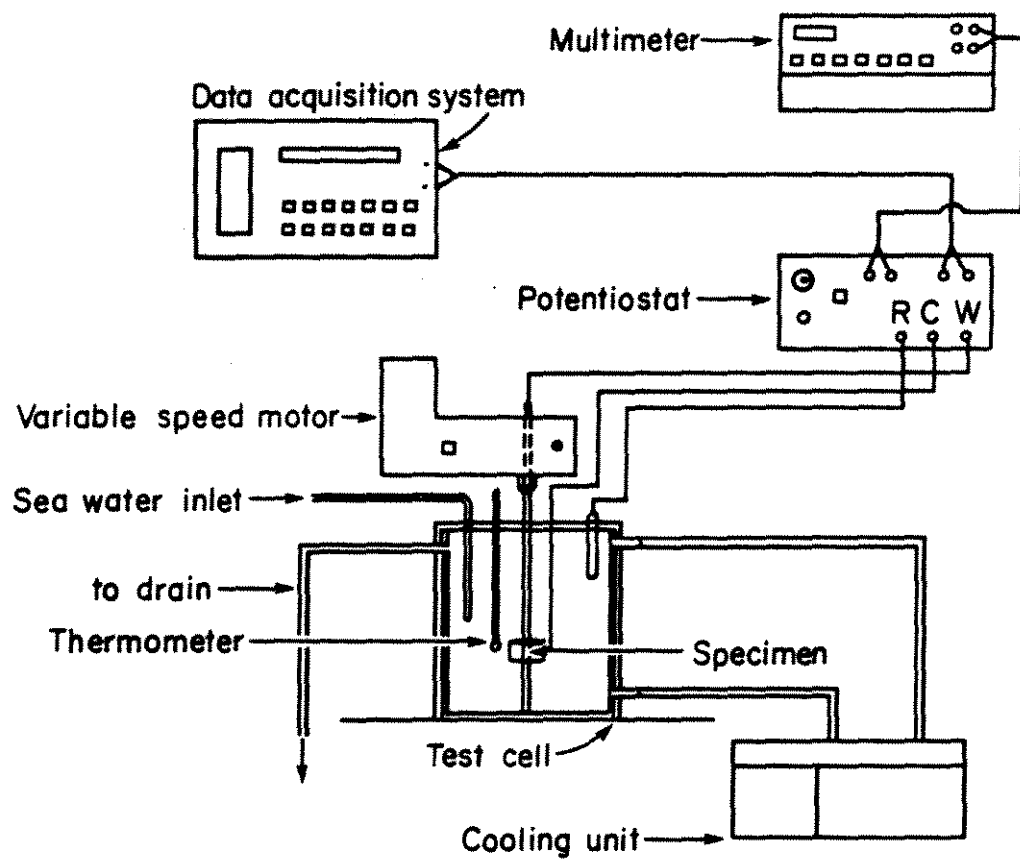 Multimeter
Data acquisition system
Potentiostat
R C W
Variable speed motor
Sea water inlet
to drain
Thermometer
Specimen
Test cell
Cooling unit